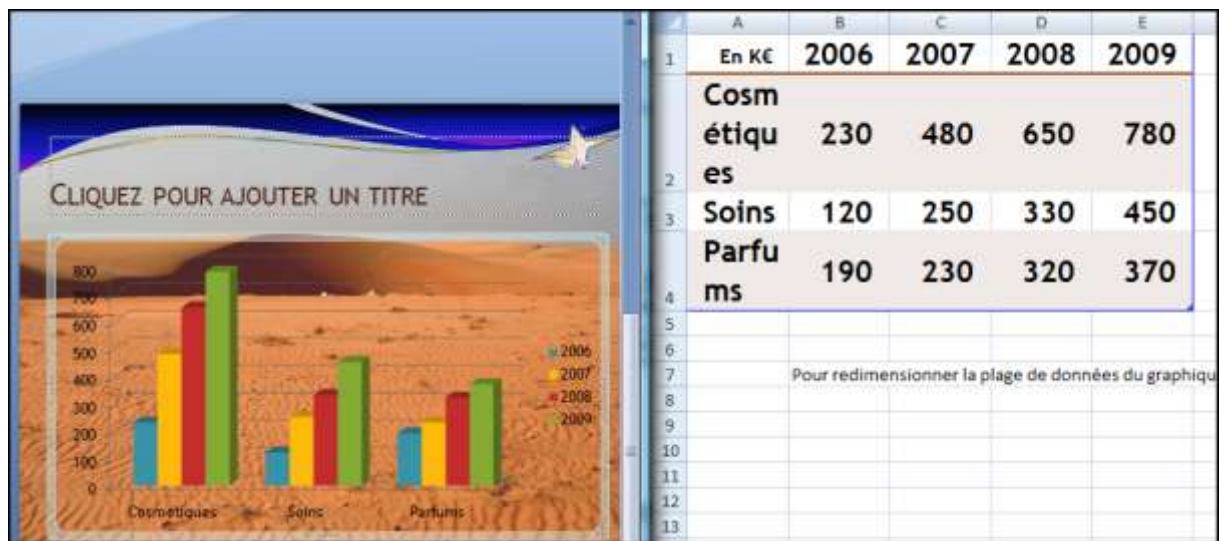 CLIQUEZ POUR AJOUTER UN TITRE
800
700
600
500
400
300
200
100
0
2006
2007
2008
2009
Cosmétiques Soins Parfums
A B C D E
1 En K€ 2006 2007 2008 2009
Cosm
étiqu
2 es 230 480 650 780
3 Soins 120 250 330 450
Parfu
4 ms 190 230 320 370
5
6
7 Pour redimensionner la plage de données du graphiqu
8
9
10
11
12
13